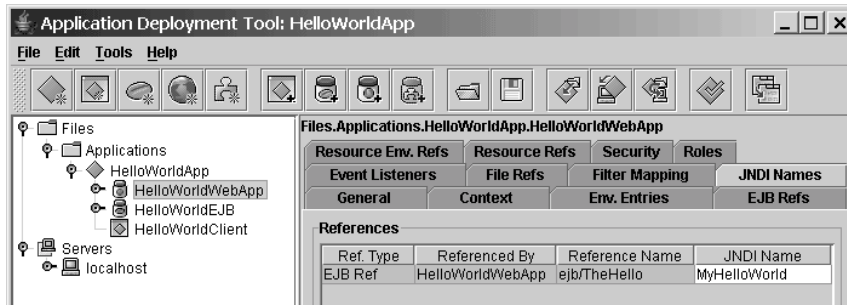 Application Deployment Tool: HelloWorldApp
File Edit Tools Help
Files
Applications
HelloWorldApp
HelloWorldWebApp
HelloWorldEJB
HelloWorldClient
Servers
localhost
Files.Applications.HelloWorldApp.HelloWorldWebApp
Resource Env. Refs Resource Refs Security Roles
Event Listeners File Refs Filter Mapping JNDI Names
General Context Env. Entries EJB Refs
References
Ref. Type Referenced By Reference Name JNDI Name
EJB Ref HelloWorldWebApp ejb/TheHello MyHelloWorld